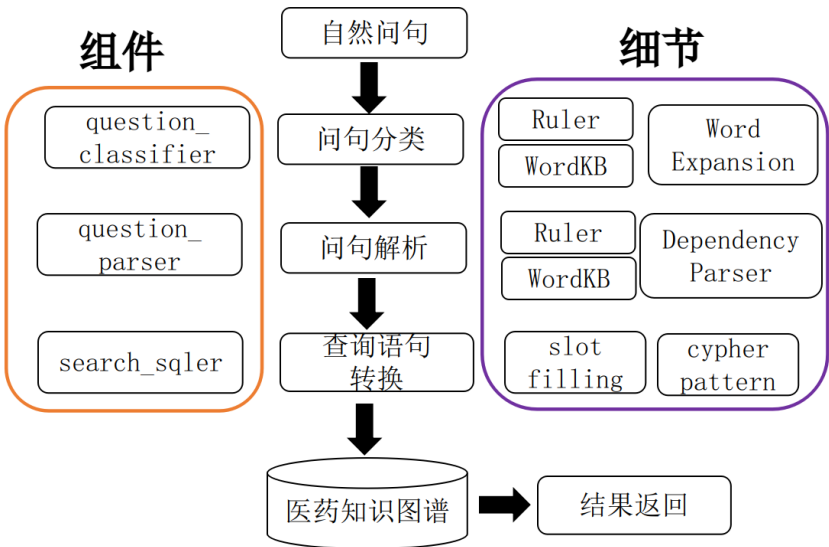 组件
自然问句
细节
question_
classifier
问句分类
Ruler
WordKB
Word
Expansion
question_
parser
问句解析
Ruler
WordKB
Dependency
Parser
search_sqler
查询语句
转换
slot
filling
cypher
pattern
医药知识图谱
结果返回